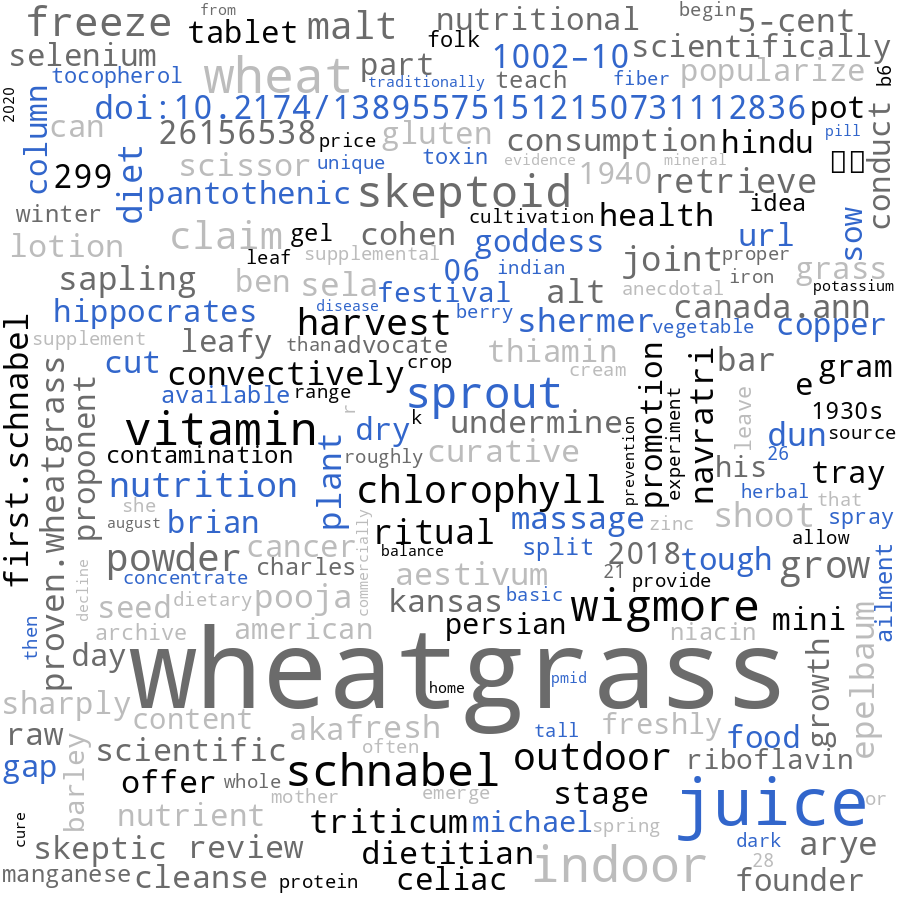 from
freeze
tablet
malt
nutritional
begin
5-cent
folk
selenium
tocopherol
wheat
part
1002–10
scientifically
traditionally
teach
fiber
popularize
b6
2020
column
doi:10.2174/1389557515121507311128​36
pot
can
26156538
price
gluten
consumption
hindu
pill
299
diet
scissor
unique
toxin
evidence
mineral
1940
retrieve
conduct
pantothenic
skeptoid
winter
cultivation
health
idea
lotion
claim
gel
cohen
goddess
url
sow
leaf
supplemental
06
indian
joint
proper
iron
grass
sapling
ben
sela
festival
alt
anecdotal
potassium
hippocrates
disease
berry
shermer
canada.ann
vegetable
copper
harvest
supplement
leafy
than
advocate
thiamin
cut
convectively
crop
cream
bar
gram
available
range
sprout
e
first.schnabel
proven.wheatgrass
proponent
vitamin
r
k
dry
undermine
promotion
experiment
navratri
leave
1930s
dun
source
contamination
plant
roughly
curative
prevention
his
26
tray
nutrition
chlorophyll
herbal
that
she
august
brian
ritual
massage
zinc
shoot
spray
powder
cancer
commercially
balance
split
2018
tough
allow
concentrate
charles
aestivum
21
provide
grow
decline
seed
dietary
pooja
kansas
basic
wigmore
mini
ailment
then
archive
american
persian
niacin
day
wheatgrass
home
pmid
growth
epelbaum
sharply
content
aka
fresh
tall
freshly
food
raw
barley
scientific
often
outdoor
riboflavin
gap
offer
whole
schnabel
stage
juice
mother
emerge
or
cure
nutrient
triticum
michael
spring
dark
skeptic
review
dietitian
indoor
28
arye
manganese
cleanse
protein
celiac
founder